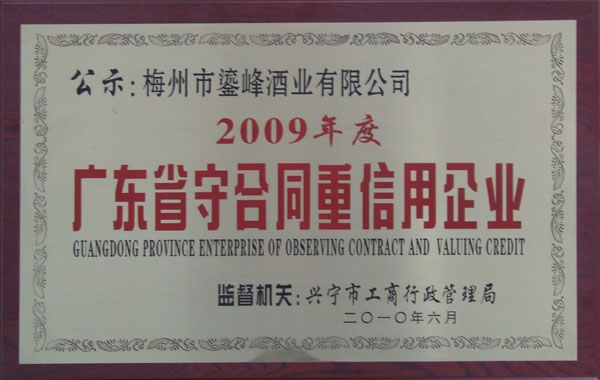 公示:梅州市鎏峰酒业有限公司
2009年度
广东省守合同重信用企业
GUANGDONG PROVINCE ENTERPRISE OF OBSERVING CONTRACT AND VALUING CREDIT
监督机关:兴宁市工商行政管理局
二〇一〇年六月